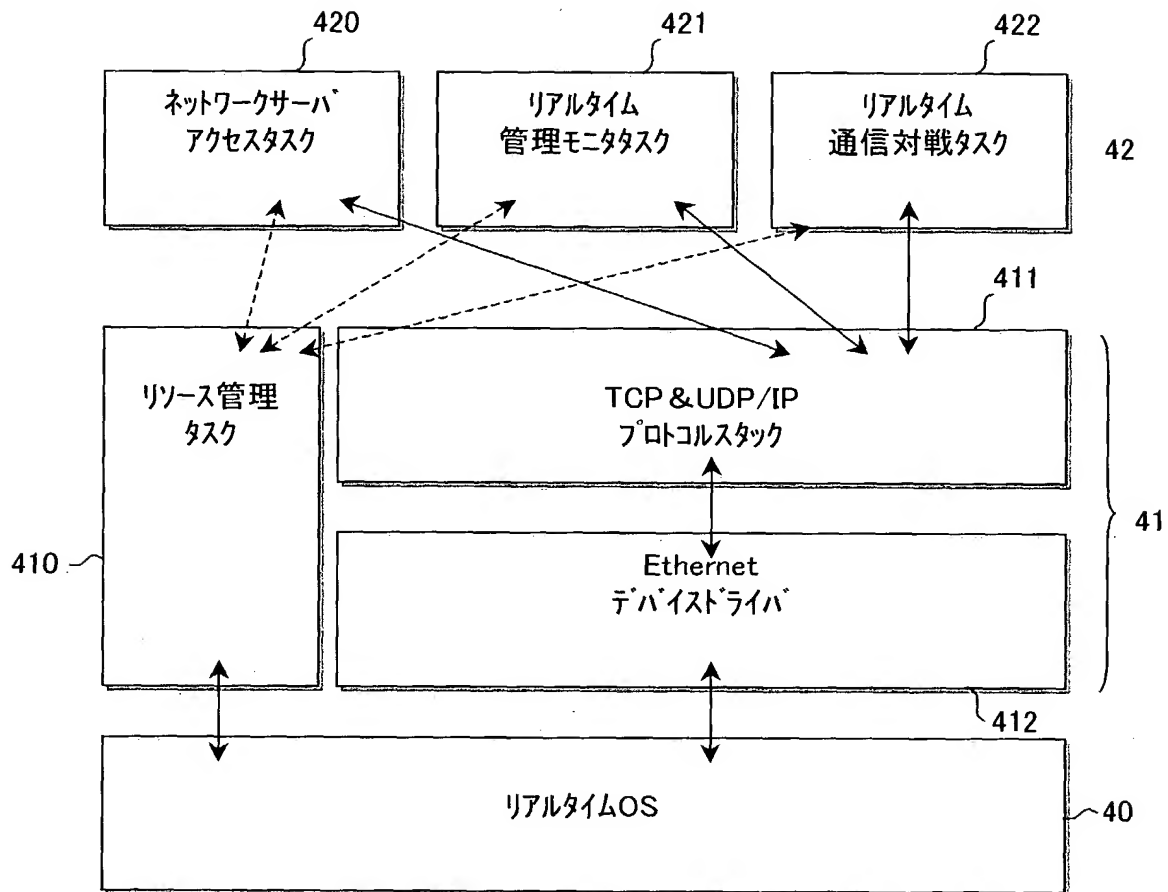 420
421
422
ﾈｯﾄﾜｰｸｻｰﾊﾞ
ｱｸｾｽﾀｽｸ
ﾘｱﾙﾀｲﾑ
管理ﾓﾆﾀﾀｽｸ
ﾘｱﾙﾀｲﾑ
通信対戦ﾀｽｸ
42
411
ﾘｿｰｽ管理
ﾀｽｸ
TCP＆UDP/IP
ﾌﾟﾛﾄｺﾙｽﾀｯｸ
41
410
Ethernet
ﾃﾞﾊﾞｲｽﾄﾞﾗｲﾊﾞ
412
ﾘｱﾙﾀｲﾑOS
40